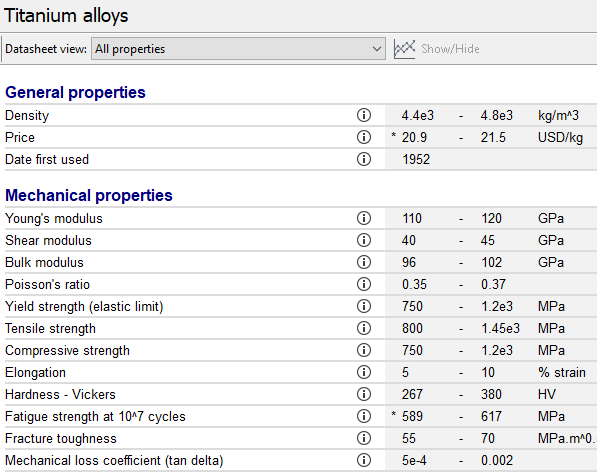 Titanium alloys
Datasheet view: All properties Show/Hide
General properties
Density 4.4e3 - 4.8e3 kg/m^3
Price * 20.9 - 21.5 USD/kg
Date first used 1952
Mechanical properties
Young's modulus 110 - 120 GPa
Shear modulus 40 - 45 GPa
Bulk modulus 96 - 102 GPa
Poisson's ratio 0.35 - 0.37
Yield strength (elastic limit) 750 - 1.2e3 MPa
Tensile strength 800 - 1.45e3 MPa
Compressive strength 750 - 1.2e3 MPa
Elongation 5 - 10 % strain
Hardness - Vickers 267 - 380 HV
Fatigue strength at 10^7 cycles * 589 - 617 MPa
Fracture toughness 55 - 70 MPa.m^0.
Mechanical loss coefficient (tan delta) 5e-4 - 0.002